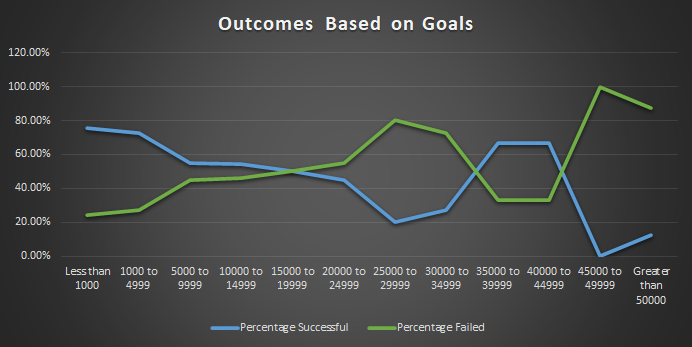 Outcomes Based on Goals
120.00%
100.00%
80.00%
60.00%
40.00%
20.00%
0.00%
Less than 1000
1000 to 4999
5000 to 9999
10000 to 14999
15000 to 19999
20000 to 24999
25000 to 29999
30000 to 34999
35000 to 39999
40000 to 44999
45000 to 49999
Greater than 50000
Percentage Successful
Percentage Failed